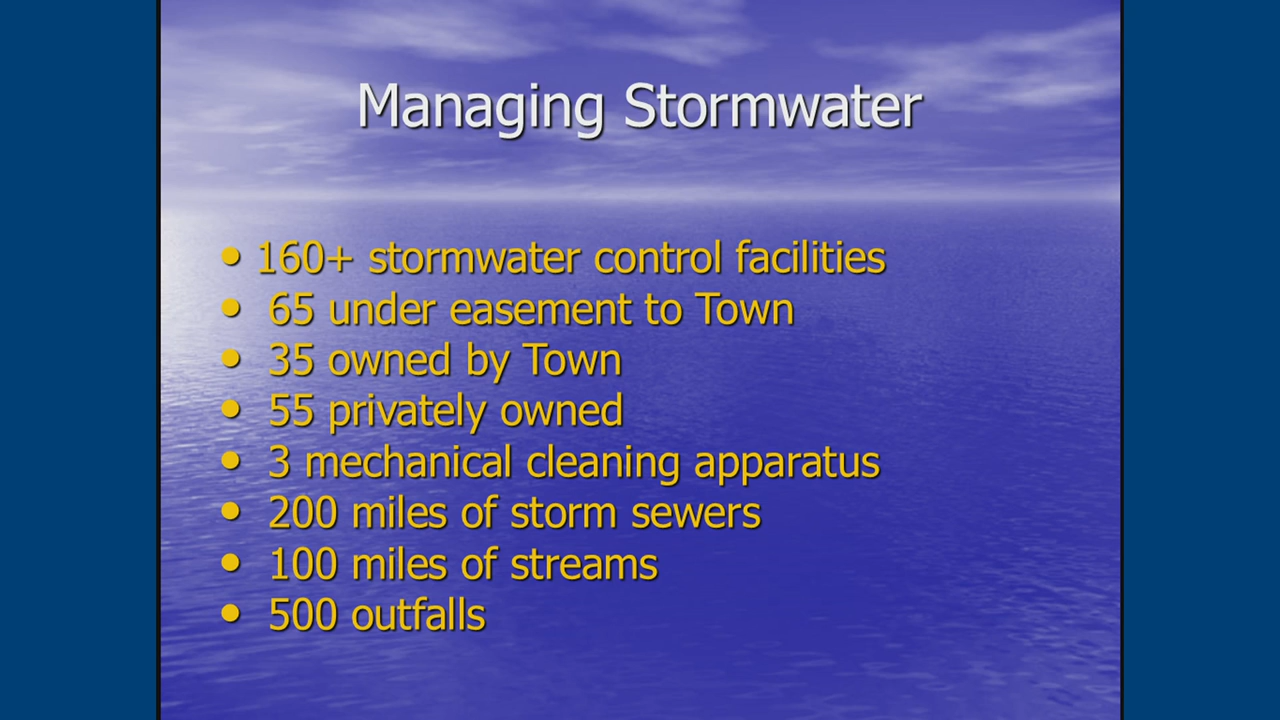 Managing Stormwater
• 160+ stormwater control facilities
• 65 under easement to Town
• 35 owned by Town
• 55 privately owned
• 3 mechanical cleaning apparatus
• 200 miles of storm sewers
• 100 miles of streams
• 500 outfalls